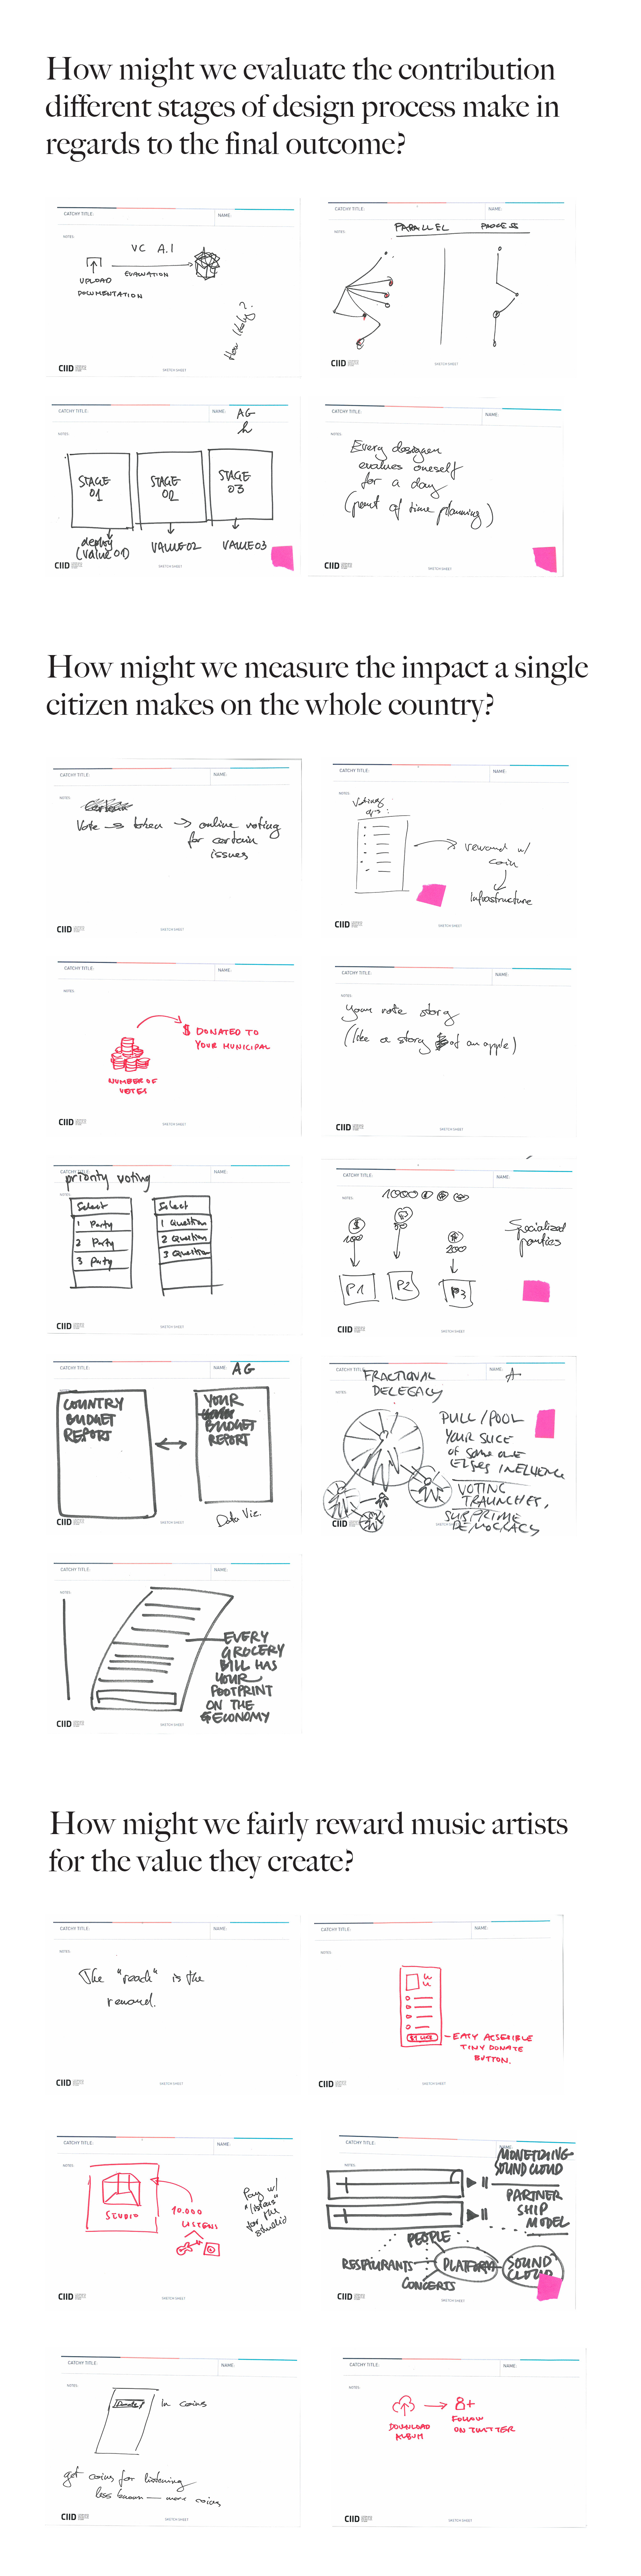 How might we evaluate the contribution
different stages of design process make in
regards to the final outcome?
CATCHY TITLE:
NAME:
NOTES:
VC A.I
EVALUATION
UPLOAD
DOCUMENTATION
How likely?
CIID
SKETCH SHEET
CATCHY TITLE:
NAME:
NOTES:
PARALLEL
PROCESS
CIID
SKETCH SHEET
CATCHY TITLE:
NAME: AG
NOTES:
STAGE
01
STAGE
02
STAGE
03
deploy
(value 01)
VALUE02
VALUE03
CIID
SKETCH SHEET
CATCHY TITLE:
NAME:
NOTES:
Every designer
evalues oneself
for a day
(point of time planning)
CIID
SKETCH SHEET
How might we measure the impact a single
citizen makes on the whole country?
CATCHY TITLE:
NAME:
NOTES:
Vote → token → online voting
for certain
issues
CIID
SKETCH SHEET
CATCHY TITLE:
NAME:
NOTES:
Voting
reward w/
coin
Infrastructure
CIID
SKETCH SHEET
CATCHY TITLE:
NAME:
NOTES:
$ DONATED TO
YOUR MUNICIPAL
NUMBER OF
VOTES
CIID
SKETCH SHEET
CATCHY TITLE:
NAME:
NOTES:
Your vote story
(like a story of an apple)
CIID
SKETCH SHEET
CATCHY TITLE:
NAME:
priority voting
NOTES:
Select
1 Party
2 Party
3 Party
Select
1 Question
2 Question
3 Question
CIID
SKETCH SHEET
CATCHY TITLE:
NAME:
NOTES:
1000
100
50
200
Specialized
parties
P1
P2
P3
CIID
SKETCH SHEET
CATCHY TITLE:
NAME: AG
NOTES:
COUNTRY
BUDGET
REPORT
YOUR
BUDGET
REPORT
Data Viz.
CIID
SKETCH SHEET
CATCHY TITLE:
NAME: A
FRACTIONAL
DELEGACY
NOTES:
PULL / POOL
YOUR SLICE
of someone
ELSES INFLUENCE
VOTING
TRAUNCHES,
SUBPRIME
DEMOCRACY
CIID
CATCHY TITLE:
NAME:
NOTES:
EVERY
GROCERY
BILL HAS
YOUR
FOOTPRINT
ON THE
ECONOMY
CIID
SKETCH SHEET
How might we fairly reward music artists
for the value they create?
CATCHY TITLE:
NAME:
NOTES:
The "reach" is the
reward.
CIID
SKETCH SHEET
CATCHY TITLE:
NAME:
NOTES:
EASY ACCESIBLE
TINY DONATE
BUTTON.
CIID
SKETCH SHEET
CATCHY TITLE:
NAME:
NOTES:
STUDIO
10.000
LISTENS
Pay w/
"listens"
for the
studio
CIID
SKETCH SHEET
CATCHY TITLE:
NAME:
NOTES:
MONETIZING
SOUND CLOUD
PARTNER
SHIP
MODEL
PEOPLE
RESTAURANTS
PLATFORM
SOUND
CLOUD
CONCERTS
CIID
SKETCH SHEET
CATCHY TITLE:
NAME:
NOTES:
Donate
In coins
get coins for listening
less known — more coins
CIID
SKETCH SHEET
CATCHY TITLE:
NAME:
NOTES:
DOWNLOAD
ALBUM
FOLLOW
ON TWITTER
CIID
SKETCH SHEET